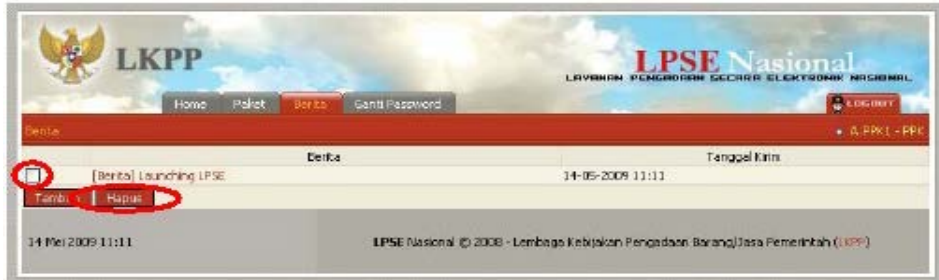 LKPP
LPSE Nasional
LAYANAN PENGADAAN SECARA ELEKTRONIK NASIONAL
Home Paket Berita Ganti Password
LOGOUT
Berita
A.PPK1 - PPK
Berita Tanggal Kirim
[Berita] Launching LPSE 14-05-2009 11:11
Hapus
14 Mei 2009 11:11 LPSE Nasional © 2008 - Lembaga Kebijakan Pengadaan Barang/Jasa Pemerintah (LKPP)